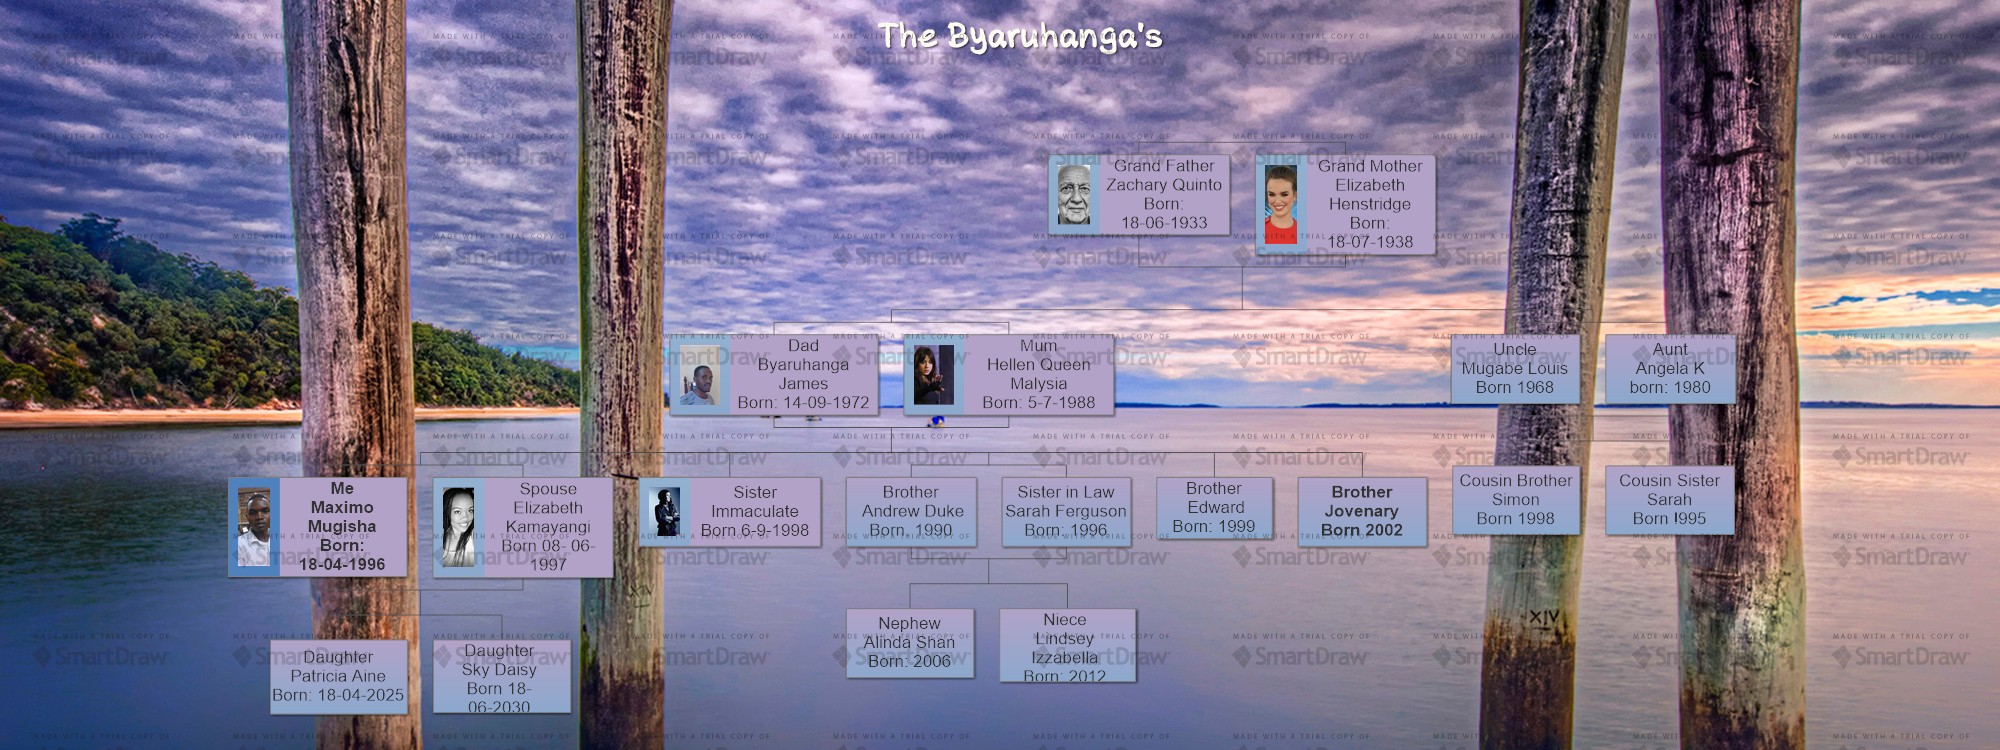 The Byaruhanga's
Grand Father
Zachary Quinto
Born:
18-06-1933
Grand Mother
Elizabeth
Henstridge
Born:
18-07-1938
Dad
Byaruhanga
James
Born: 14-09-1972
Mum
Hellen Queen
Malysia
Born: 5-7-1988
Uncle
Mugabe Louis
Born 1968
Aunt
Angela K
born: 1980
Me
Maximo
Mugisha
Born:
18-04-1996
Spouse
Elizabeth
Kamayangi
Born 08- 06-
1997
Sister
Immaculate
Born 6-9-1998
Brother
Andrew Duke
Born, 1990
Sister in Law
Sarah Ferguson
Born: 1996
Brother
Edward
Born: 1999
Brother
Jovenary
Born 2002
Cousin Brother
Simon
Born 1998
Cousin Sister
Sarah
Born !995
Daughter
Patricia Aine
Born: 18-04-2025
Daughter
Sky Daisy
Born 18-
06-2030
Nephew
Alinda Shan
Born: 2006
Niece
Lindsey
Izzabella
Born: 2012
XIV
MADE WITH A TRIAL COPY OF
SmartDraw